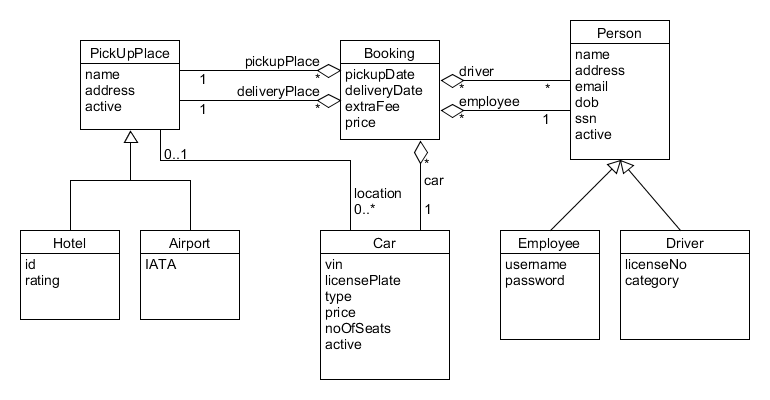 PickUpPlace
name
address
active
pickupPlace
1
*
deliveryPlace
1
*
Booking
pickupDate
deliveryDate
extraFee
price
driver
*
*
employee
*
1
Person
name
address
email
dob
ssn
active
0..1
location
0..*
*
car
1
Hotel
id
rating
Airport
IATA
Car
vin
licensePlate
type
price
noOfSeats
active
Employee
username
password
Driver
licenseNo
category